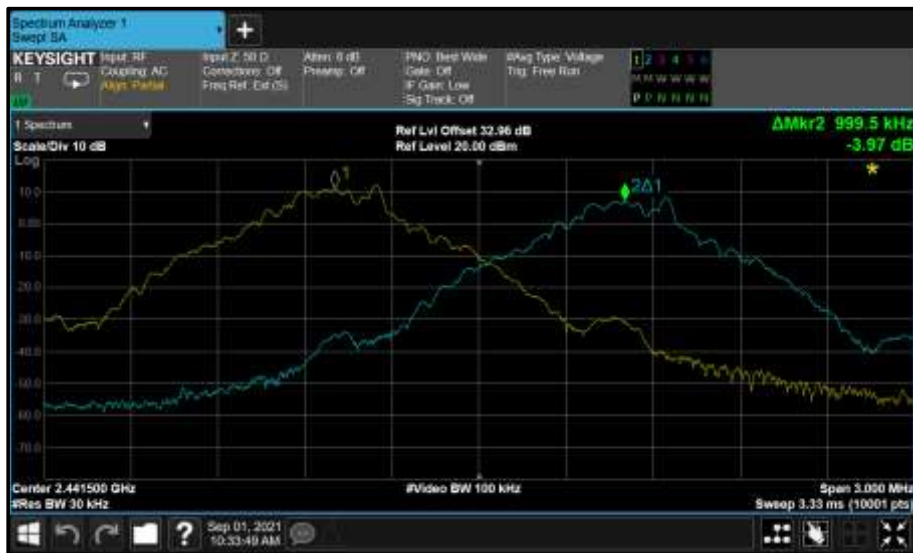 Spectrum Analyzer 1
Swept SA
+
KEYSIGHT
R T
Input: RF
Coupling: AC
Align: Partial
Input Z: 50 Ω
Corrections: Off
Freq Ref: Ext (S)
Atten: 6 dB
Preamp: Off
PNO: Best Wide
Gate: Off
IF Gain: Low
Sig Track: Off
#Avg Type: Voltage
Trig: Free Run
1 2 3 4 5 6
M M W W W W
P P N N N N
1 Spectrum
Scale/Div 10 dB
Ref Lvl Offset 32.96 dB
Ref Level 20.00 dBm
ΔMkr2 999.5 kHz
-3.97 dB
Log
1
2Δ1
10.0
0.00
-10.0
-20.0
-30.0
-40.0
-50.0
-60.0
-70.0
Center 2.441500 GHz
#Res BW 30 kHz
#Video BW 100 kHz
Span 3.000 MHz
Sweep 3.33 ms (10001 pts)
?
Sep 01, 2021
10:33:49 AM